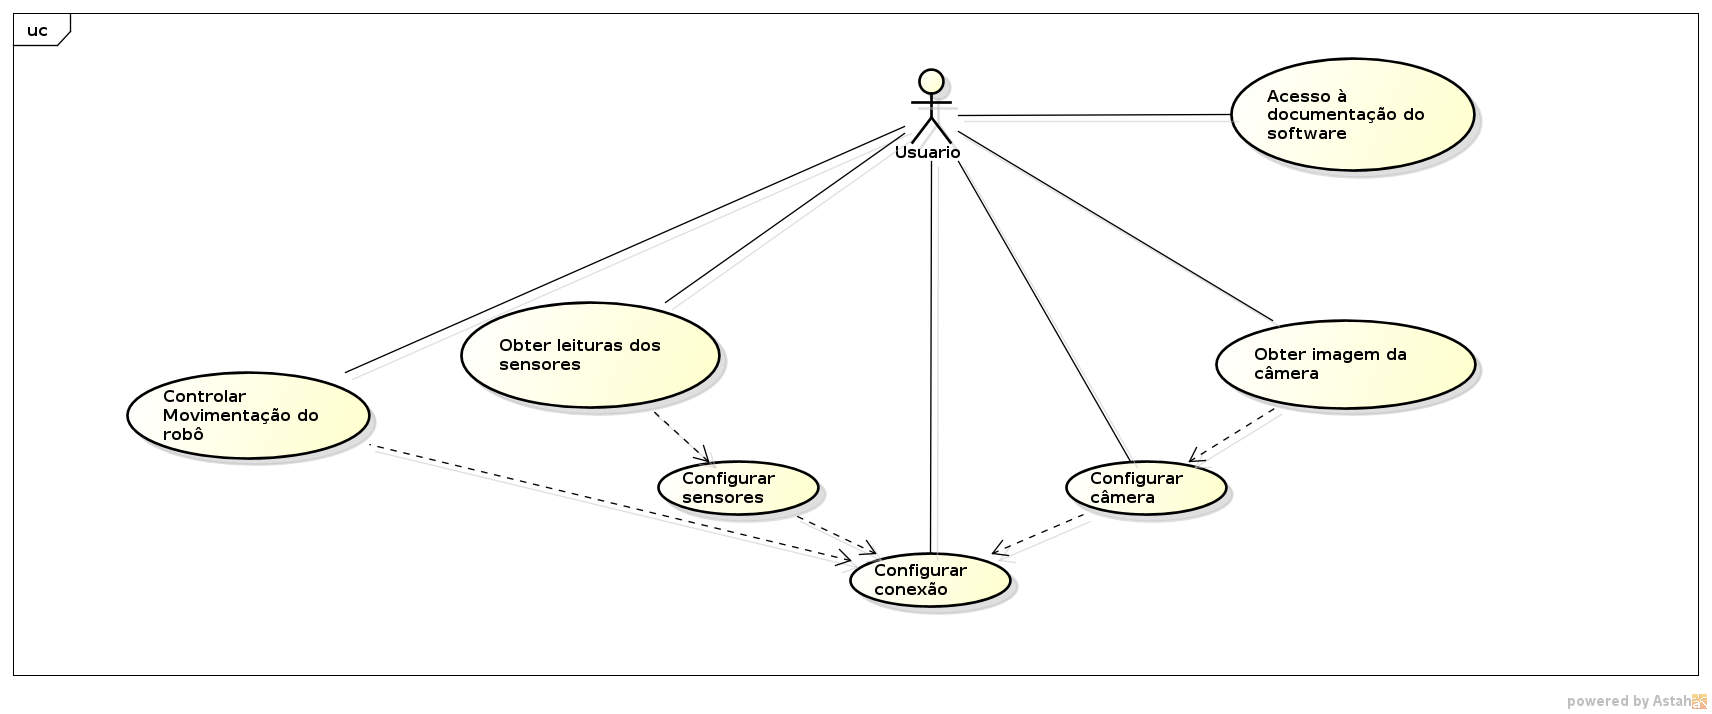 uc
Usuario
Acesso à
documentação do
software
Obter leituras dos
sensores
Obter imagem da
câmera
Controlar
Movimentação do
robô
Configurar
sensores
Configurar
câmera
Configurar
conexão
powered by Astah